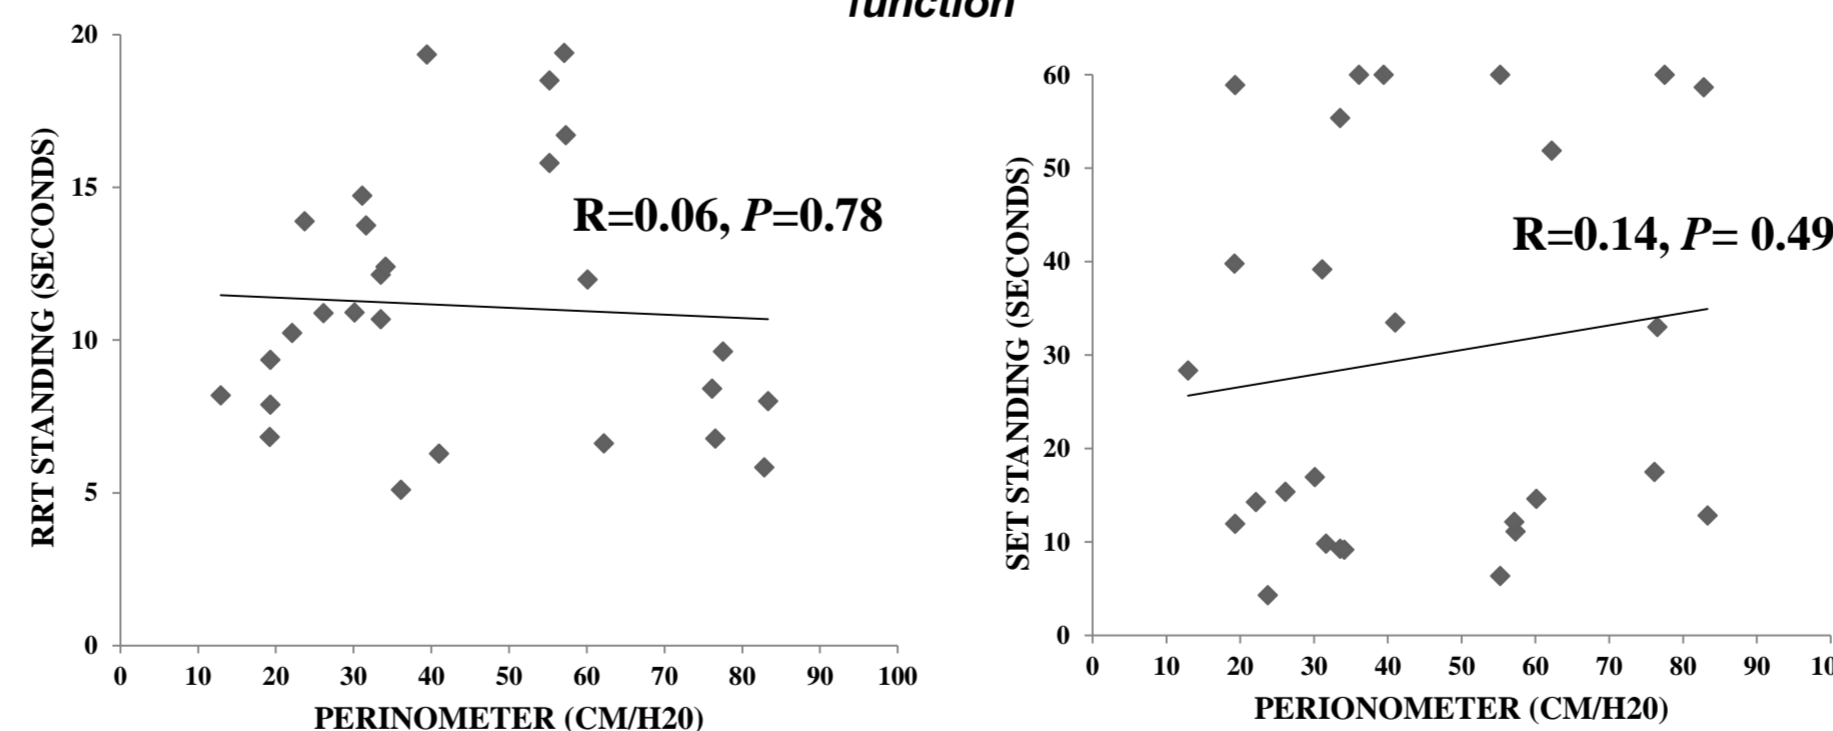 function
20
15
10
5
0
0 10 20 30 40 50 60 70 80 90 100
RRT STANDING (SECONDS)
PERINOMETER (CM/H20)
R=0.06, P=0.78
60
50
40
30
20
10
0
0 10 20 30 40 50 60 70 80 90 10
SET STANDING (SECONDS)
PERIONOMETER (CM/H20)
R=0.14, P= 0.49